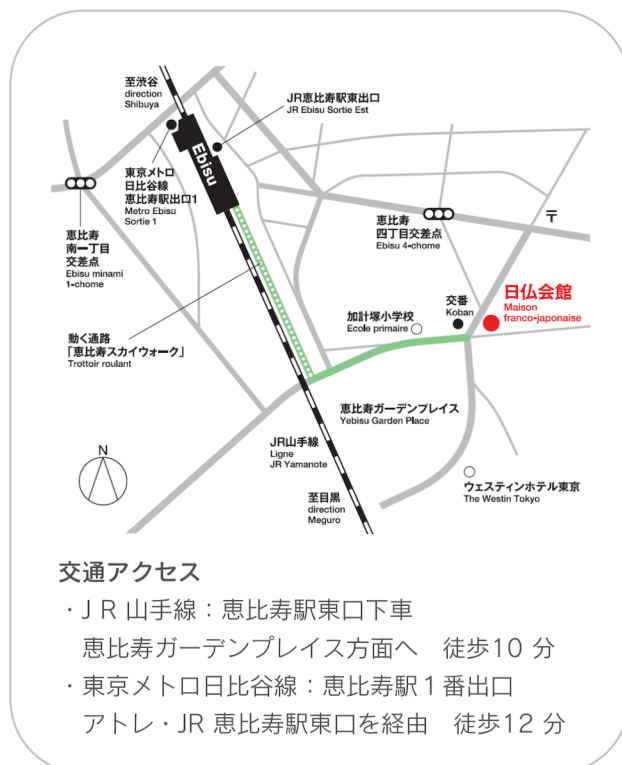 至渋谷
direction
Shibuya
JR恵比寿駅東出口
JR Ebisu Sortie Est
Ebisu
東京メトロ
日比谷線
恵比寿駅出口1
Metro Ebisu
Sortie 1
恵比寿
南一丁目
交差点
Ebisu minami
1-chome
恵比寿
四丁目交差点
Ebisu 4-chome
〒
日仏会館
Maison
franco-japonaise
交番
Koban
加計塚小学校
Ecole primaire
動く通路
「恵比寿スカイウォーク」
Trottoir roulant
恵比寿ガーデンプレイス
Yebisu Garden Place
JR山手線
Ligne
JR Yamanote
N
ウェスティンホテル東京
The Westin Tokyo
至目黒
direction
Meguro
交通アクセス
・J R 山手線：恵比寿駅東口下車
恵比寿ガーデンプレイス方面へ　徒歩10 分
・東京メトロ日比谷線：恵比寿駅１番出口
アトレ・JR 恵比寿駅東口を経由　徒歩12 分